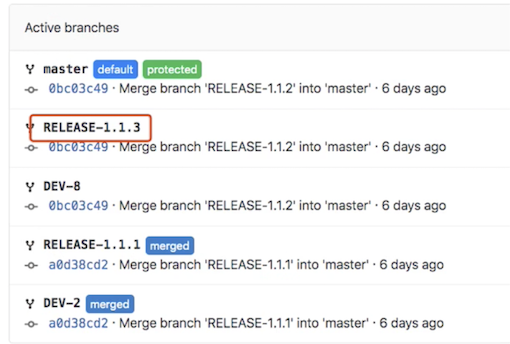 Active branches
master default protected
0bc03c49 · Merge branch 'RELEASE-1.1.2' into 'master' · 6 days ago
RELEASE-1.1.3
0bc03c49 · Merge branch 'RELEASE-1.1.2' into 'master' · 6 days ago
DEV-8
0bc03c49 · Merge branch 'RELEASE-1.1.2' into 'master' · 6 days ago
RELEASE-1.1.1 merged
a0d38cd2 · Merge branch 'RELEASE-1.1.1' into 'master' · 6 days ago
DEV-2 merged
a0d38cd2 · Merge branch 'RELEASE-1.1.1' into 'master' · 6 days ago